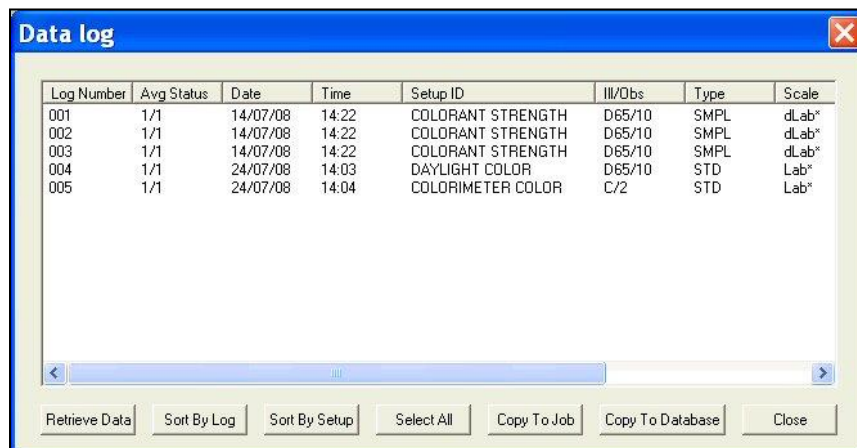 Data log
Log Number Avg Status Date Time Setup ID Ill/Obs Type Scale
001 1/1 14/07/08 14:22 COLORANT STRENGTH D65/10 SMPL dLab*
002 1/1 14/07/08 14:22 COLORANT STRENGTH D65/10 SMPL dLab*
003 1/1 14/07/08 14:22 COLORANT STRENGTH D65/10 SMPL dLab*
004 1/1 24/07/08 14:03 DAYLIGHT COLOR D65/10 STD Lab*
005 1/1 24/07/08 14:04 COLORIMETER COLOR C/2 STD Lab*
Retrieve Data Sort By Log Sort By Setup Select All Copy To Job Copy To Database Close